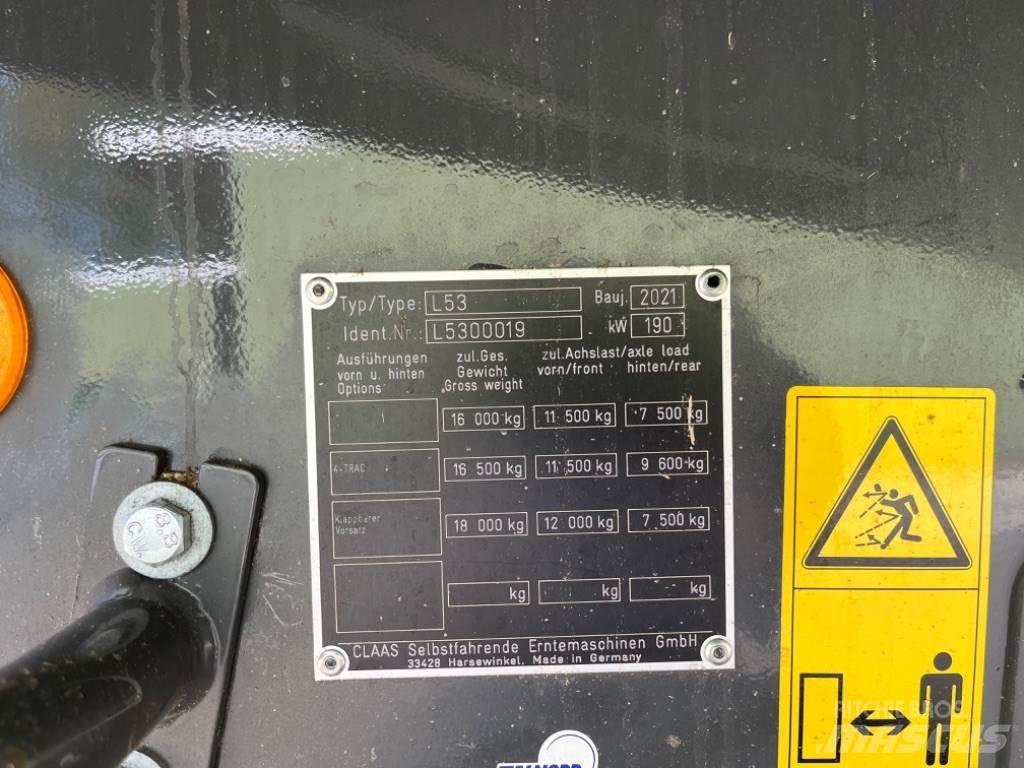 Typ/Type: L53 Bauj. 2021
Ident.Nr.: L5300019 kW 190
Ausführungen zul.Ges. zul.Achslast/axle load
vorn u. hinten Gewicht vorn/front hinten/rear
Options Gross weight
16 000 kg 11 500 kg 7 500 kg
4-TRAC 16 500 kg 11 500 kg 9 600 kg
Klappbarer
Vorsatz 18 000 kg 12 000 kg 7 500 kg
kg kg kg
CLAAS Selbstfahrende Erntemaschinen GmbH
33428 Harsewinkel. Made in Germany
8.8
RITCHIE BROS
MASCUS